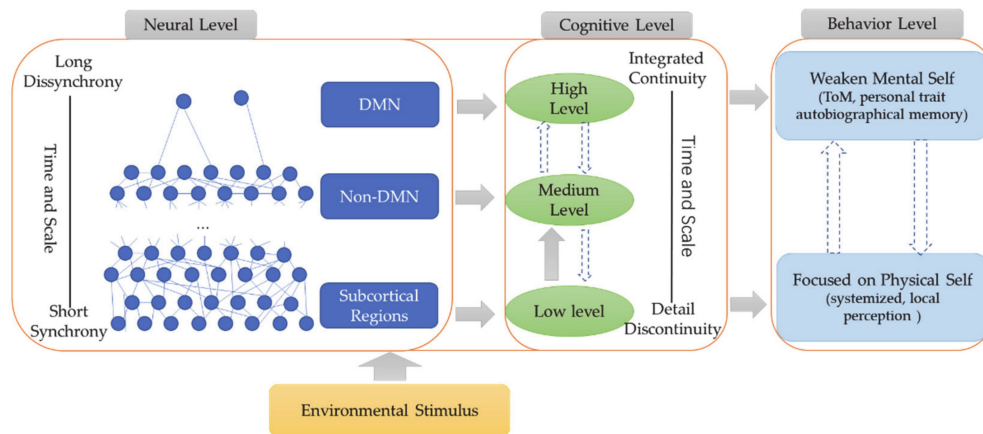 Neural Level
Cognitive Level
Behavior Level
Long
Dissynchrony
Time and Scale
Short
Synchrony
...
DMN
Non-DMN
Subcortical
Regions
High
Level
Medium
Level
Low level
Integrated
Continuity
Time and Scale
Detail
Discontinuity
Weaken Mental Self
(ToM, personal trait
autobiographical memory)
Focused on Physical Self
(systemized, local
perception )
Environmental Stimulus